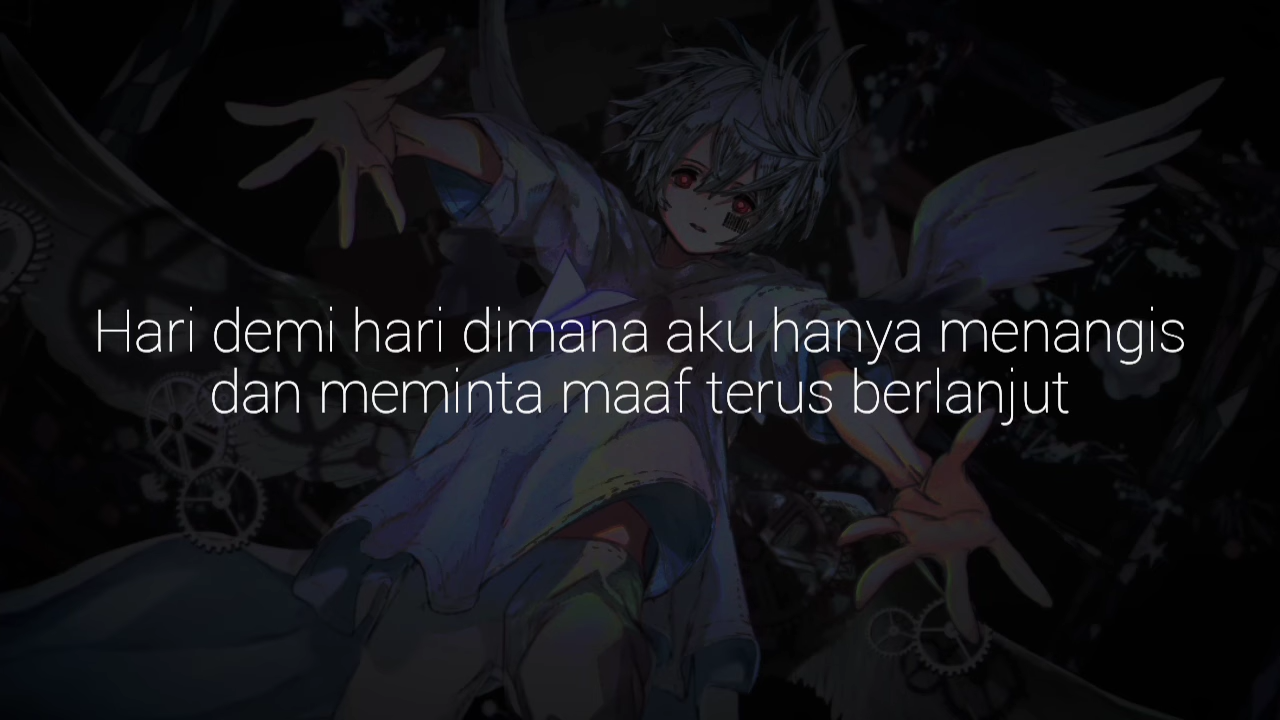 Hari demi hari dimana aku hanya menangis
dan meminta maaf terus berlanjut